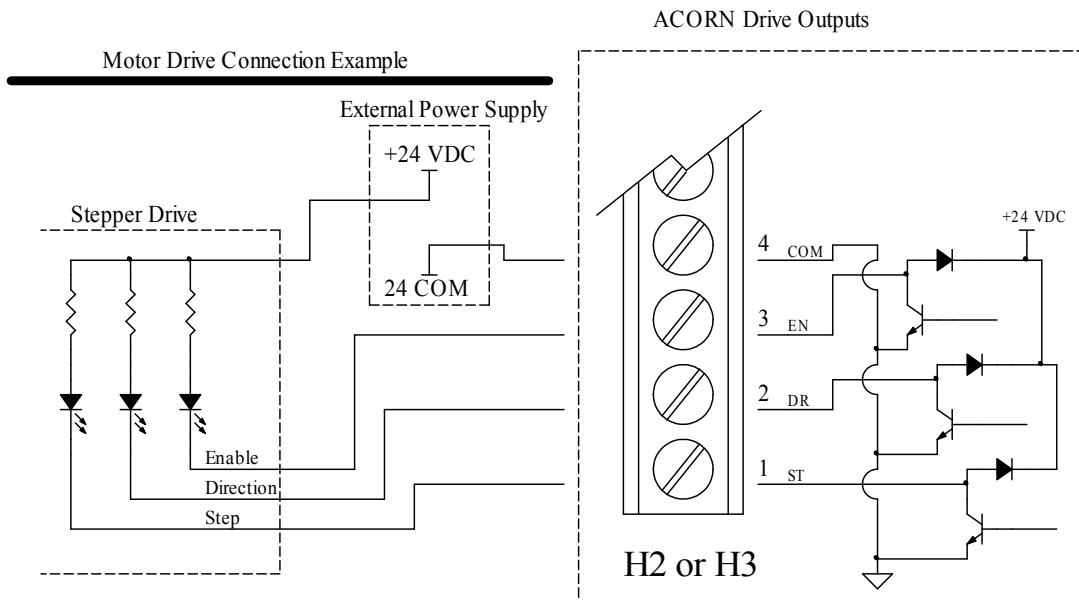 ACORN Drive Outputs
Motor Drive Connection Example
External Power Supply
+24 VDC
Stepper Drive
24 COM
Enable
Direction
Step
4 COM
3 EN
2 DR
1 ST
+24 VDC
H2 or H3